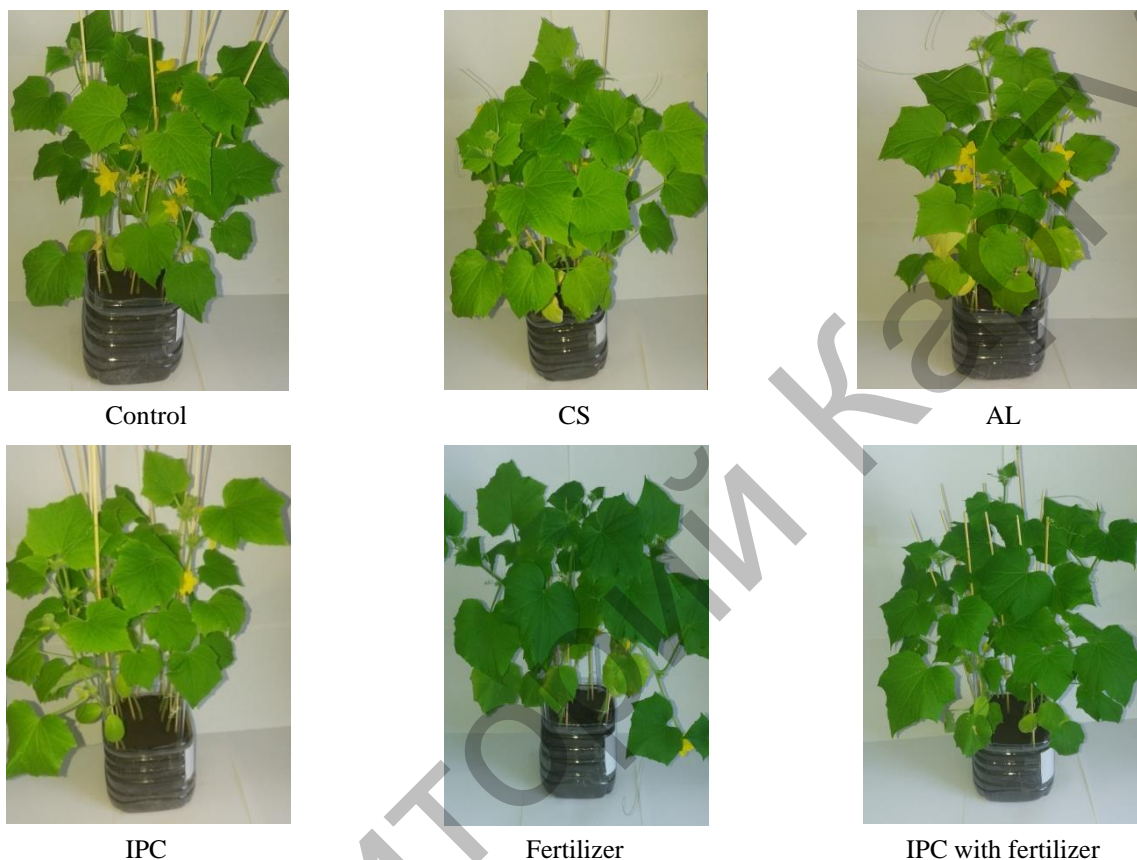 Control
CS
AL
IPC
Fertilizer
IPC with fertilizer